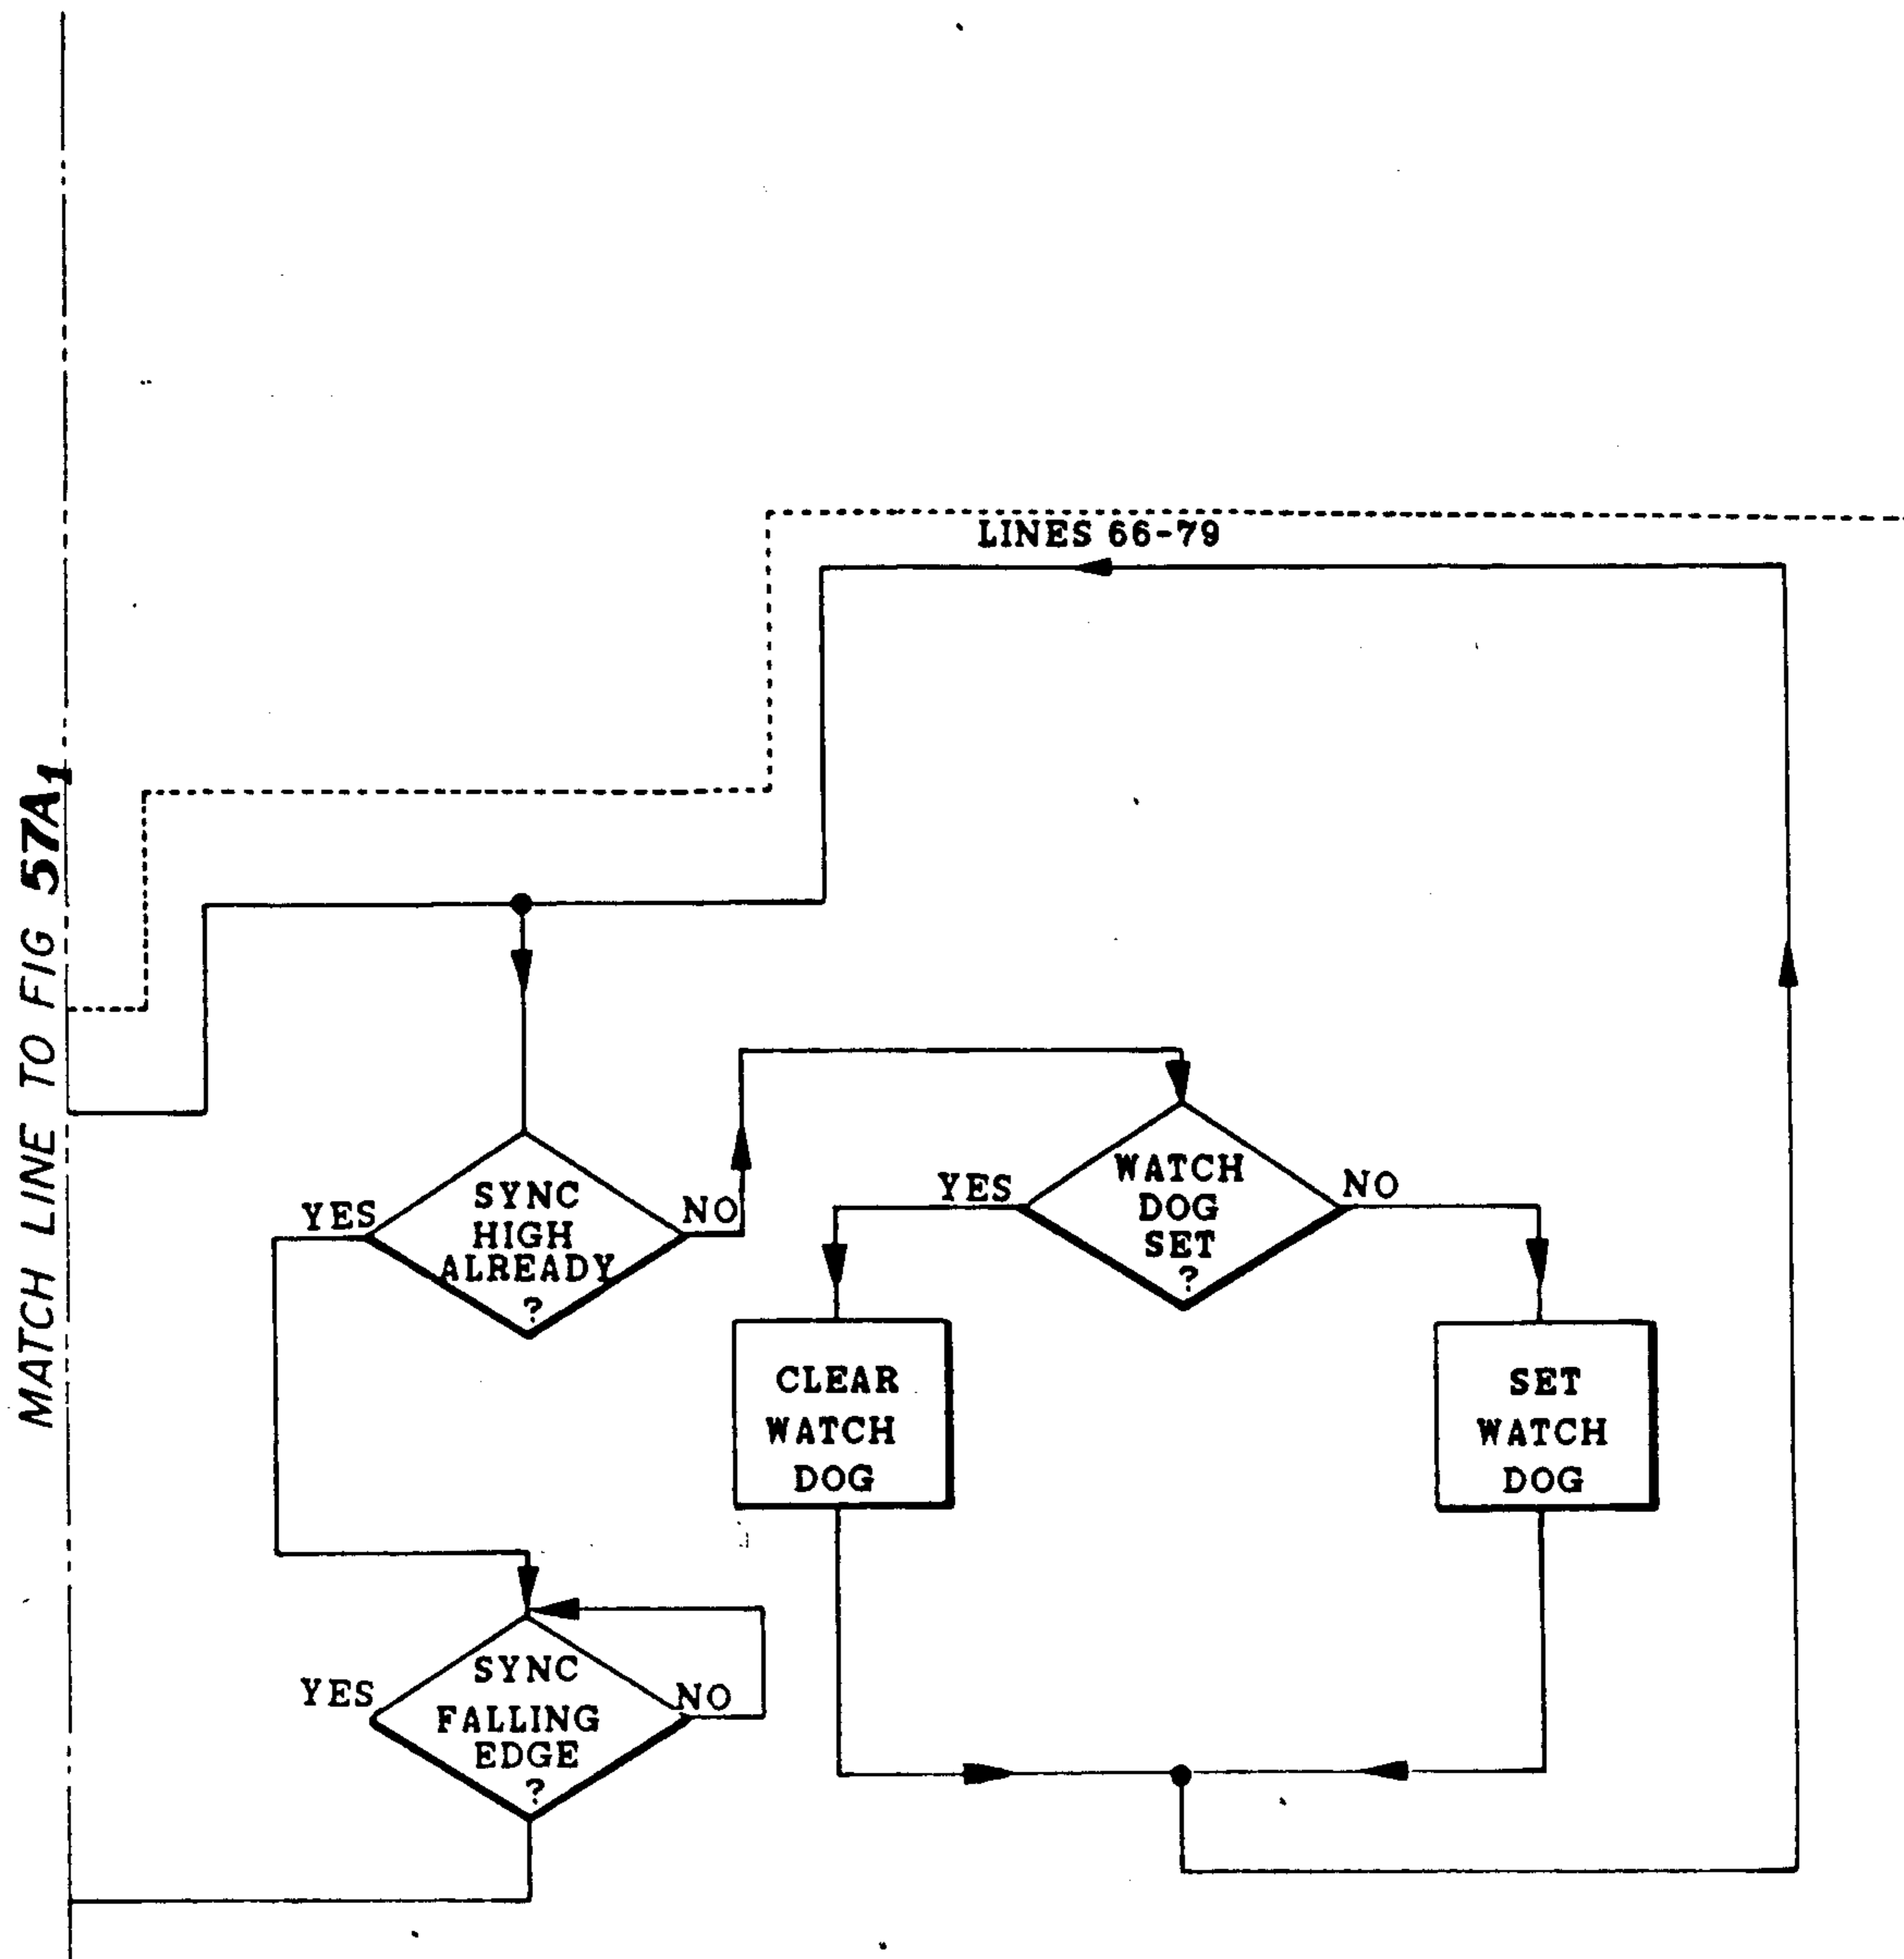 MATCH LINE TO FIG 57A1
LINES 66-79
YES
SYNC
HIGH
ALREADY
?
NO
YES
WATCH
DOG
SET
?
NO
CLEAR
WATCH
DOG
SET
WATCH
DOG
YES
SYNC
FALLING
EDGE
?
NO